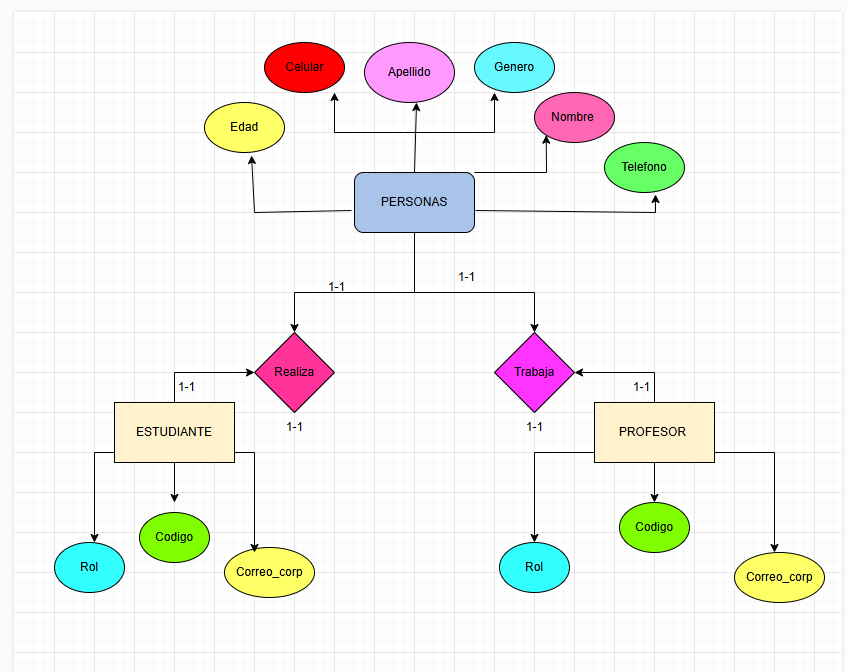 Celular
Apellido
Genero
Edad
Nombre
Telefono
PERSONAS
1-1
1-1
Realiza
Trabaja
1-1
1-1
1-1
1-1
ESTUDIANTE
PROFESOR
Rol
Codigo
Correo_corp
Rol
Codigo
Correo_corp